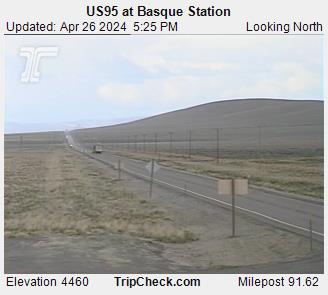 US95 at Basque Station
Updated: Apr 26 2024 5:25 PM Looking North
Elevation 4460 TripCheck.com Milepost 91.62